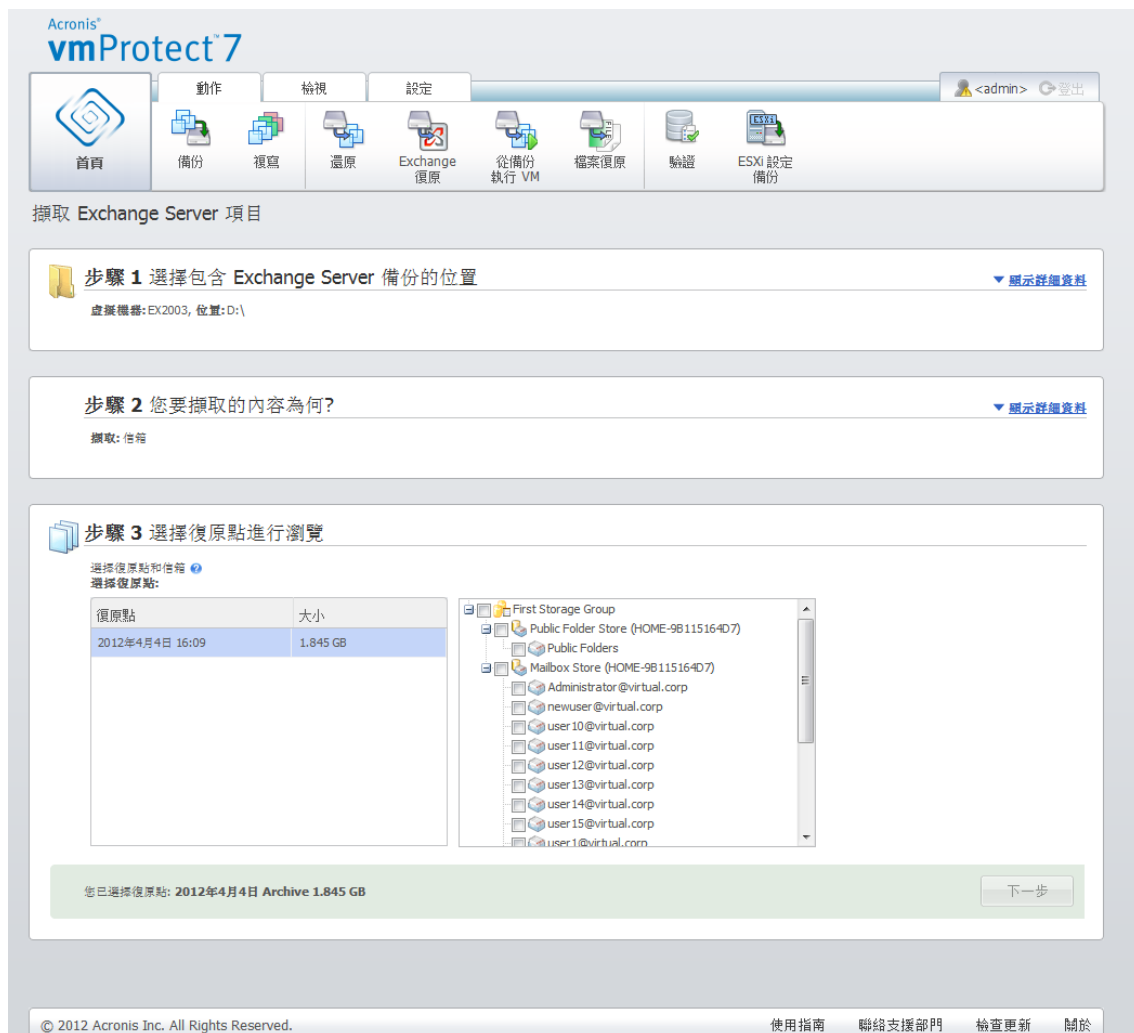 Acronis®
vmProtect™7
動作 檢視 設定
<admin> 登出
首頁 備份 複寫 還原 Exchange 復原 從備份 執行 VM 檔案復原 驗證 ESXi 設定 備份
擷取 Exchange Server 項目
步驟 1 選擇包含 Exchange Server 備份的位置
顯示詳細資料
虛擬機器: EX2003, 位置: D:\
步驟 2 您要擷取的內容為何?
顯示詳細資料
擷取: 信箱
步驟 3 選擇復原點進行瀏覽
選擇復原點和信箱
選擇復原點:
復原點 大小
2012年4月4日 16:09 1.845 GB
First Storage Group
Public Folder Store (HOME-9B115164D7)
Public Folders
Mailbox Store (HOME-9B115164D7)
Administrator@virtual.corp
newuser@virtual.corp
user10@virtual.corp
user11@virtual.corp
user12@virtual.corp
user13@virtual.corp
user14@virtual.corp
user15@virtual.corp
user1@virtual.corp
您已選擇復原點: 2012年4月4日 Archive 1.845 GB
下一步
© 2012 Acronis Inc. All Rights Reserved.
使用指南 聯絡支援部門 檢查更新 關於